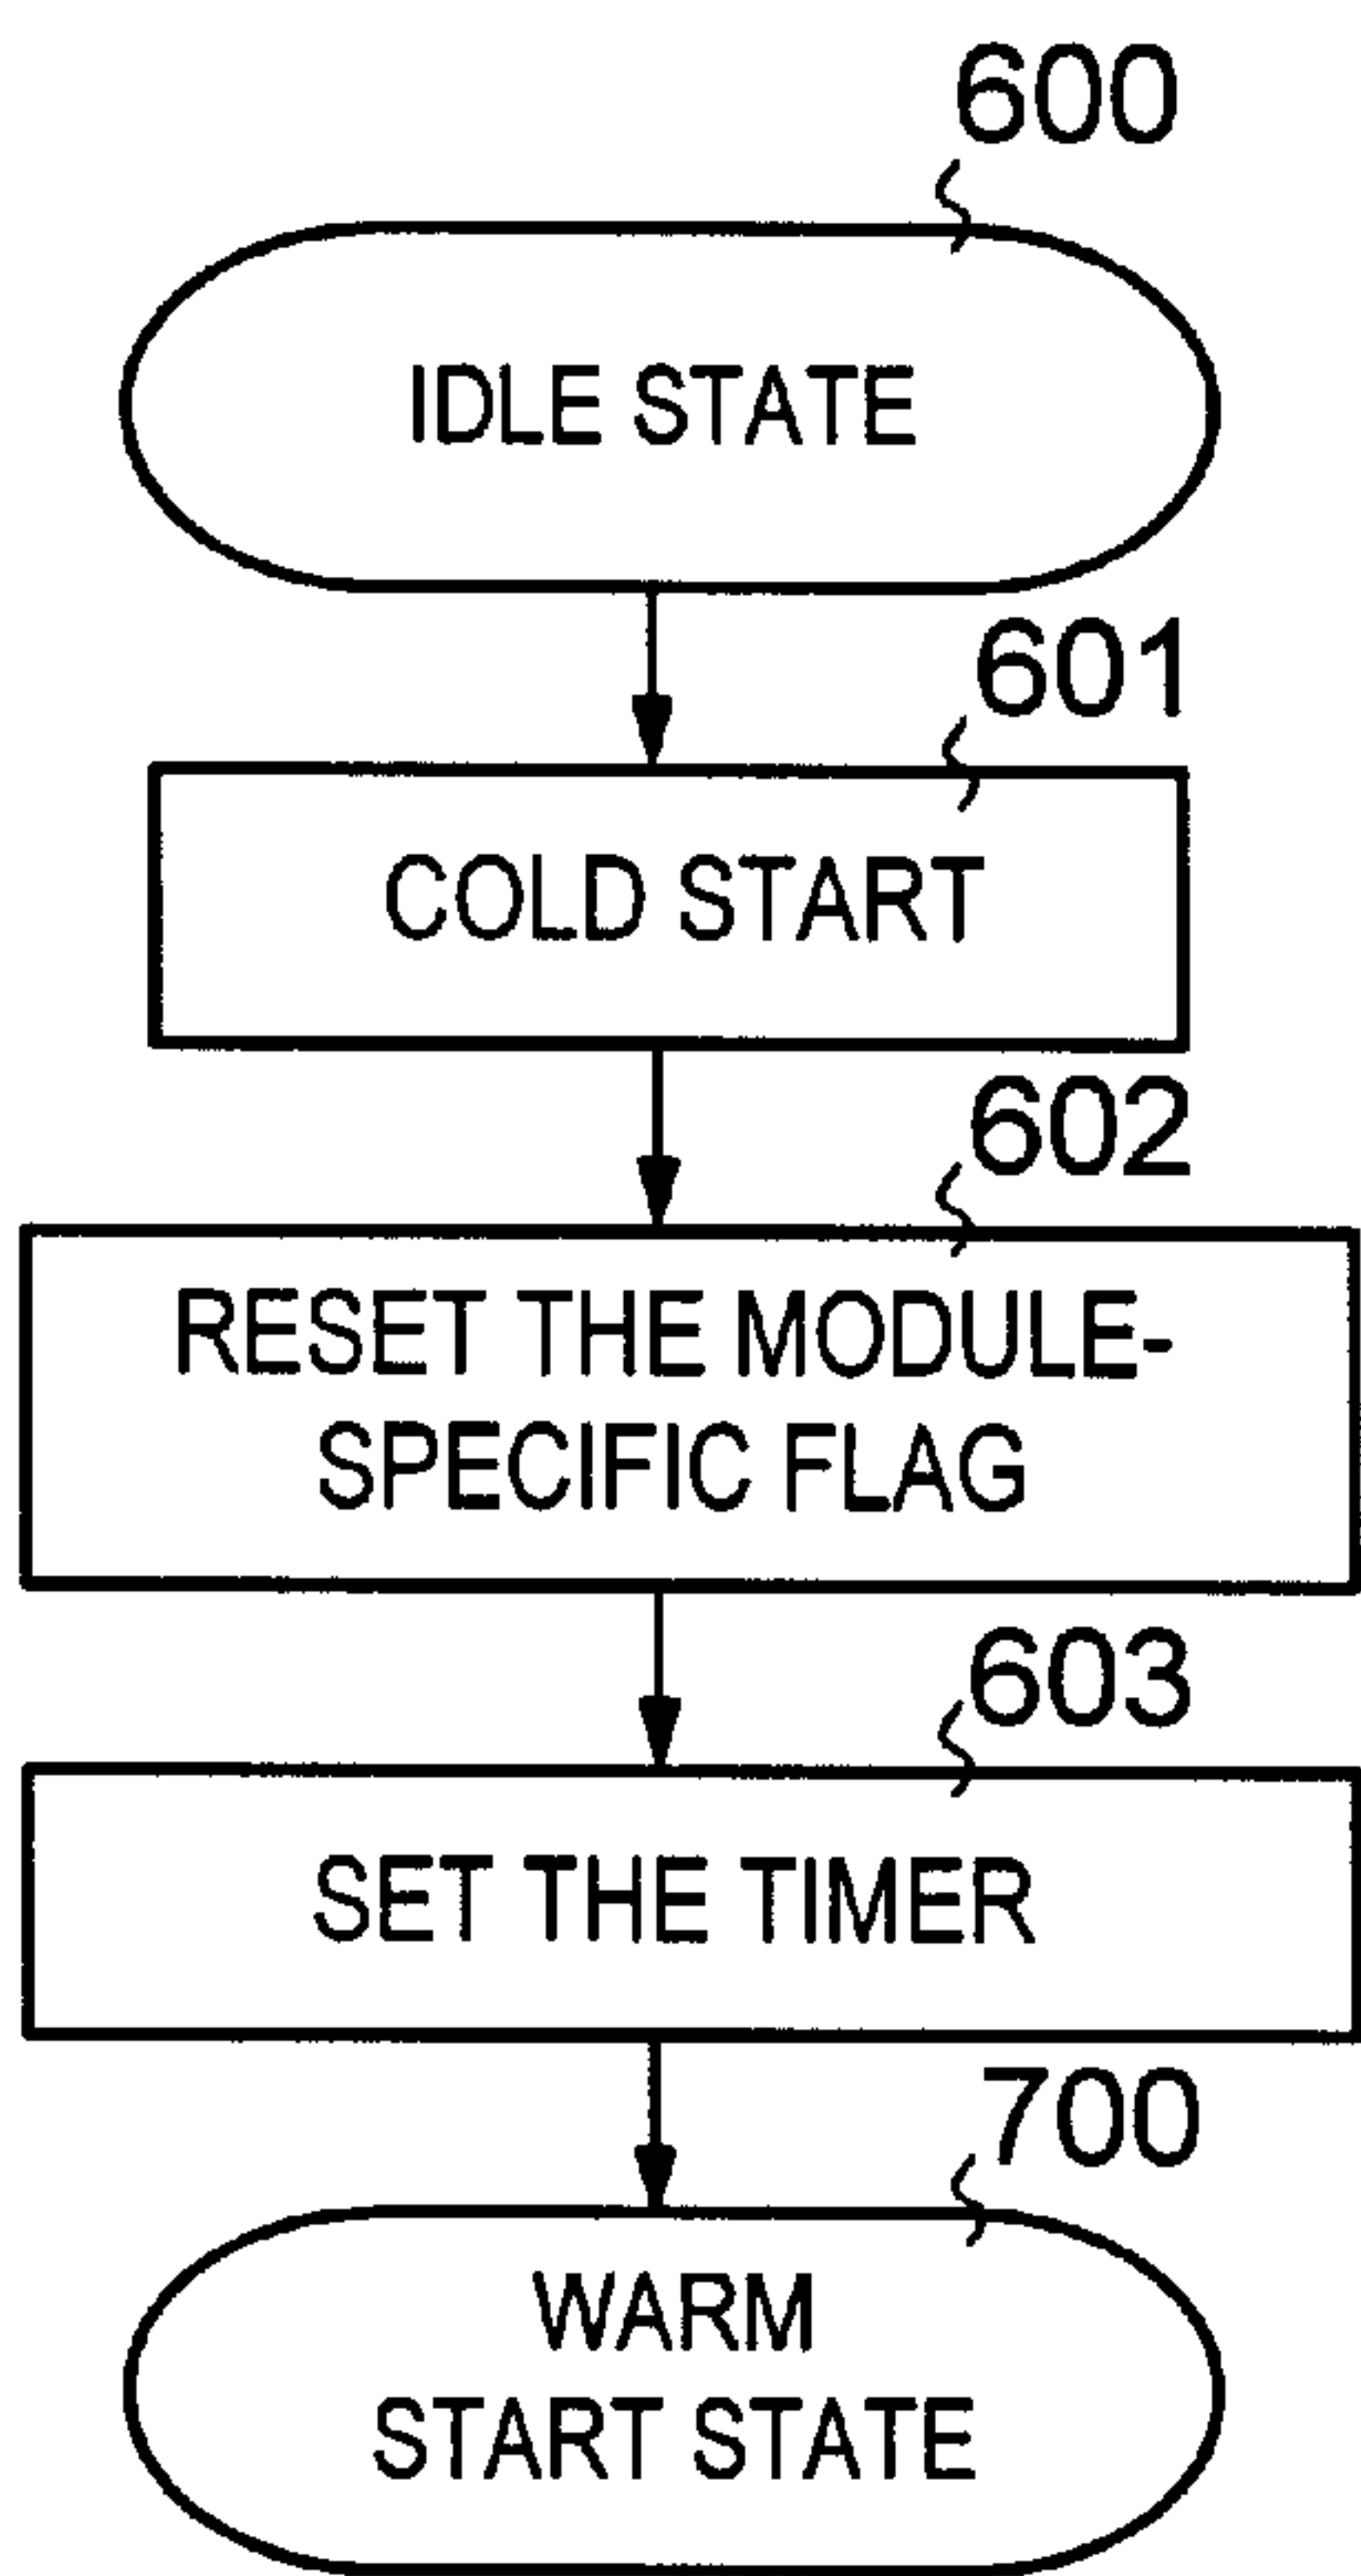 600
IDLE STATE
601
COLD START
602
RESET THE MODULE-
SPECIFIC FLAG
603
SET THE TIMER
700
WARM
START STATE